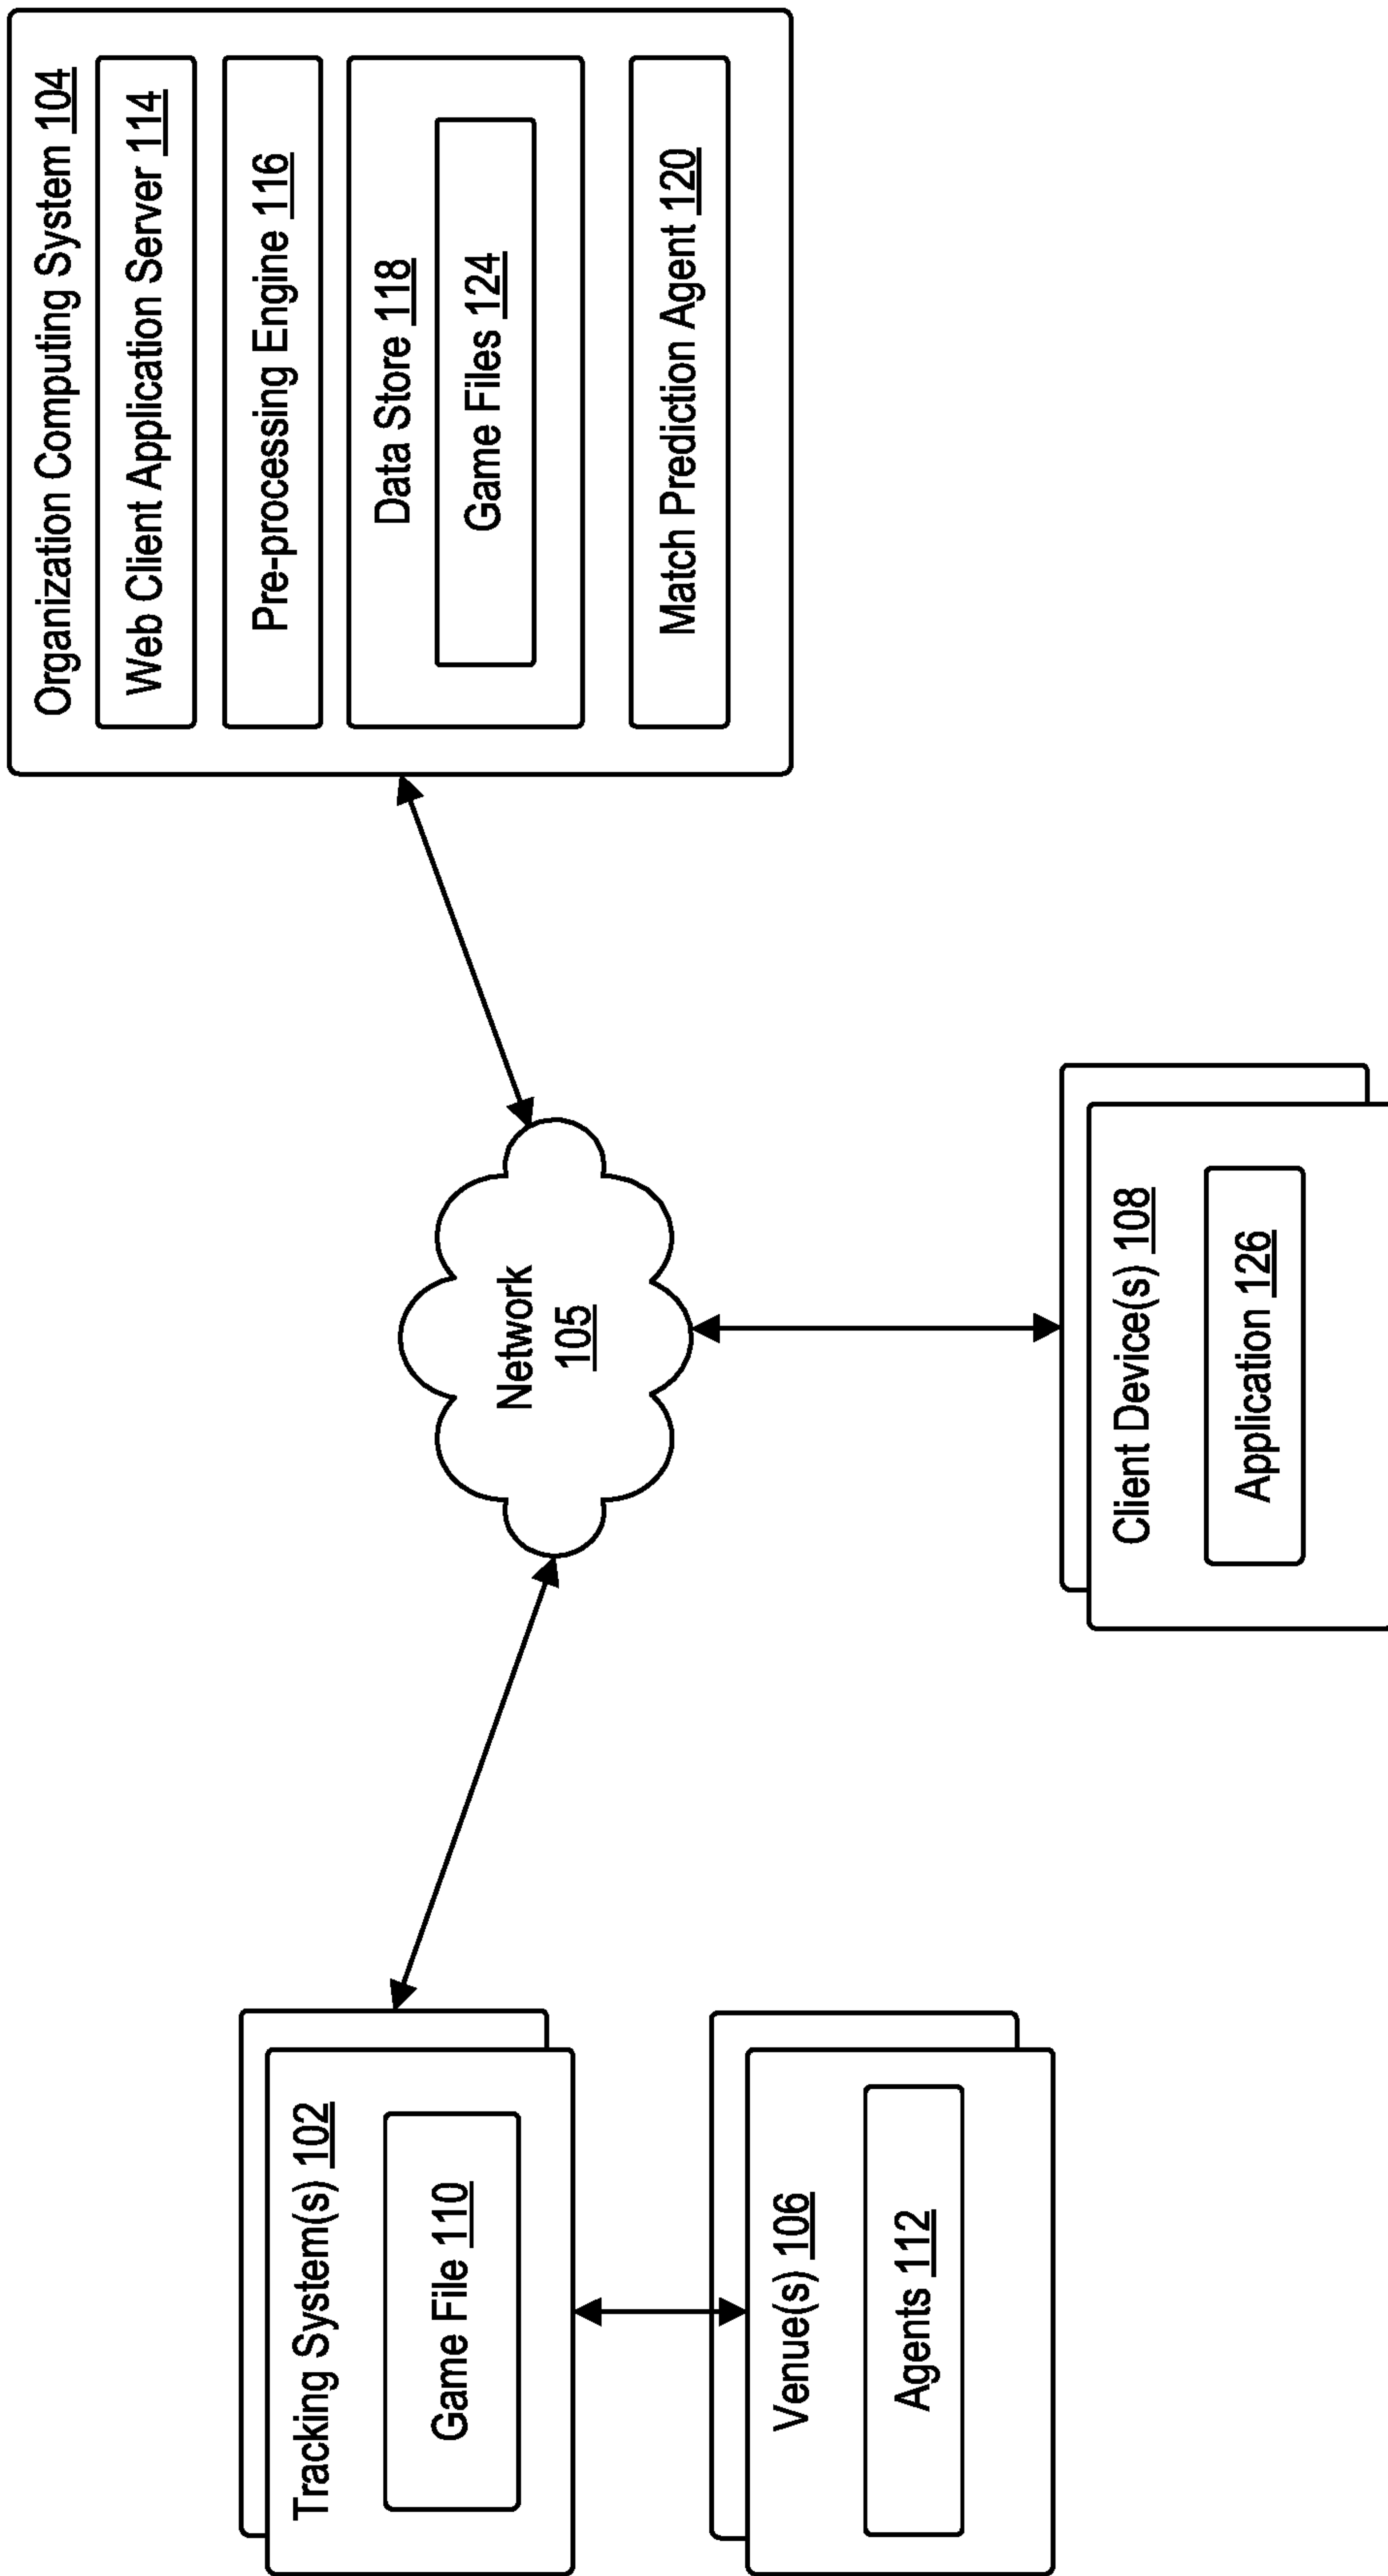 Tracking System(s) 102
Game File 110
Venue(s) 106
Agents 112
Network
105
Client Device(s) 108
Application 126
Organization Computing System 104
Web Client Application Server 114
Pre-processing Engine 116
Data Store 118
Game Files 124
Match Prediction Agent 120